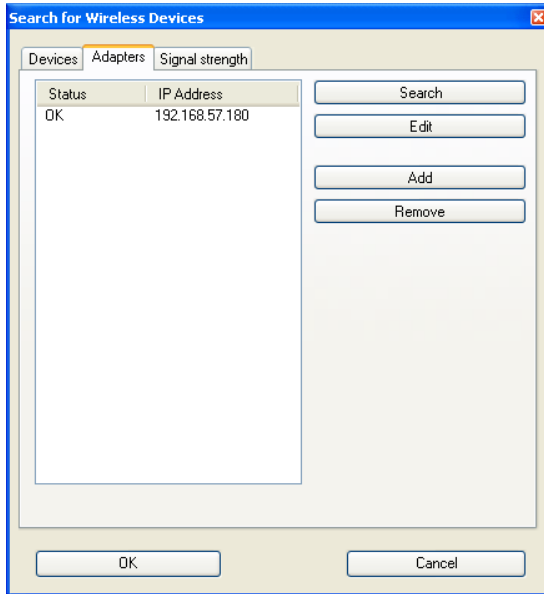 Search for Wireless Devices
Devices Adapters Signal strength
Status IP Address
OK 192.168.57.180
Search
Edit
Add
Remove
OK Cancel